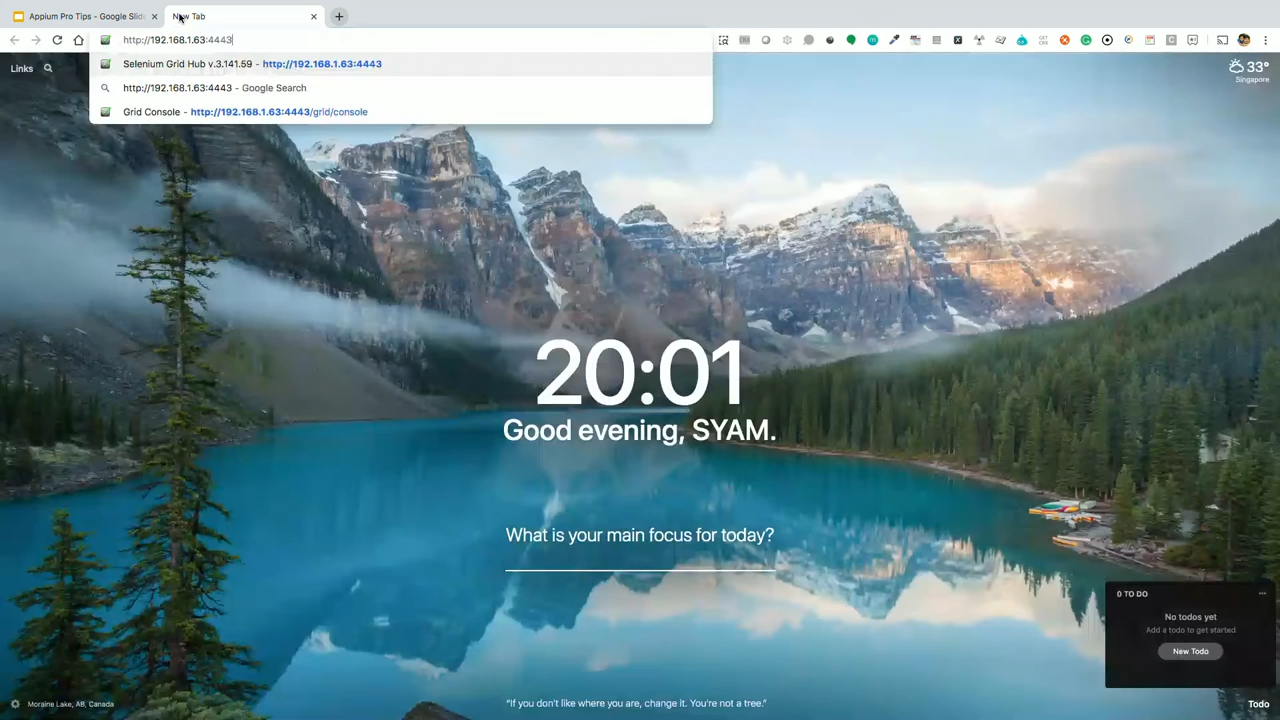 Appium Pro Tips - Google Slide
New Tab
http://192.168.1.63:4443
Selenium Grid Hub v.3.141.59 - http://192.168.1.63:4443
http://192.168.1.63:4443 - Google Search
Grid Console - http://192.168.1.63:4443/grid/console
Links
33°
Singapore
20:01
Good evening, SYAM.
What is your main focus for today?
0 TO DO
No todos yet
Add a todo to get started
New Todo
Moraine Lake, AB, Canada
“If you don't like where you are, change it. You're not a tree.”
Todo